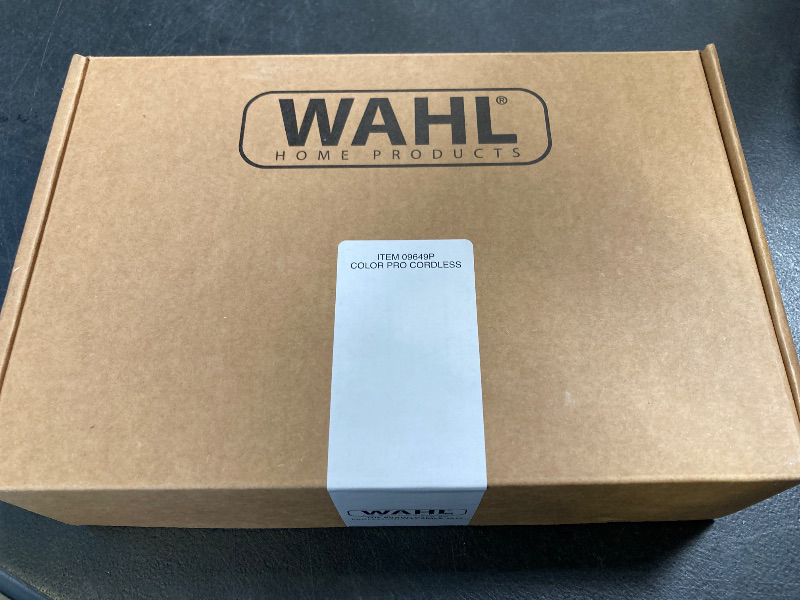 WAHL®
HOME PRODUCTS
ITEM 09649P
COLOR PRO CORDLESS
WAHL